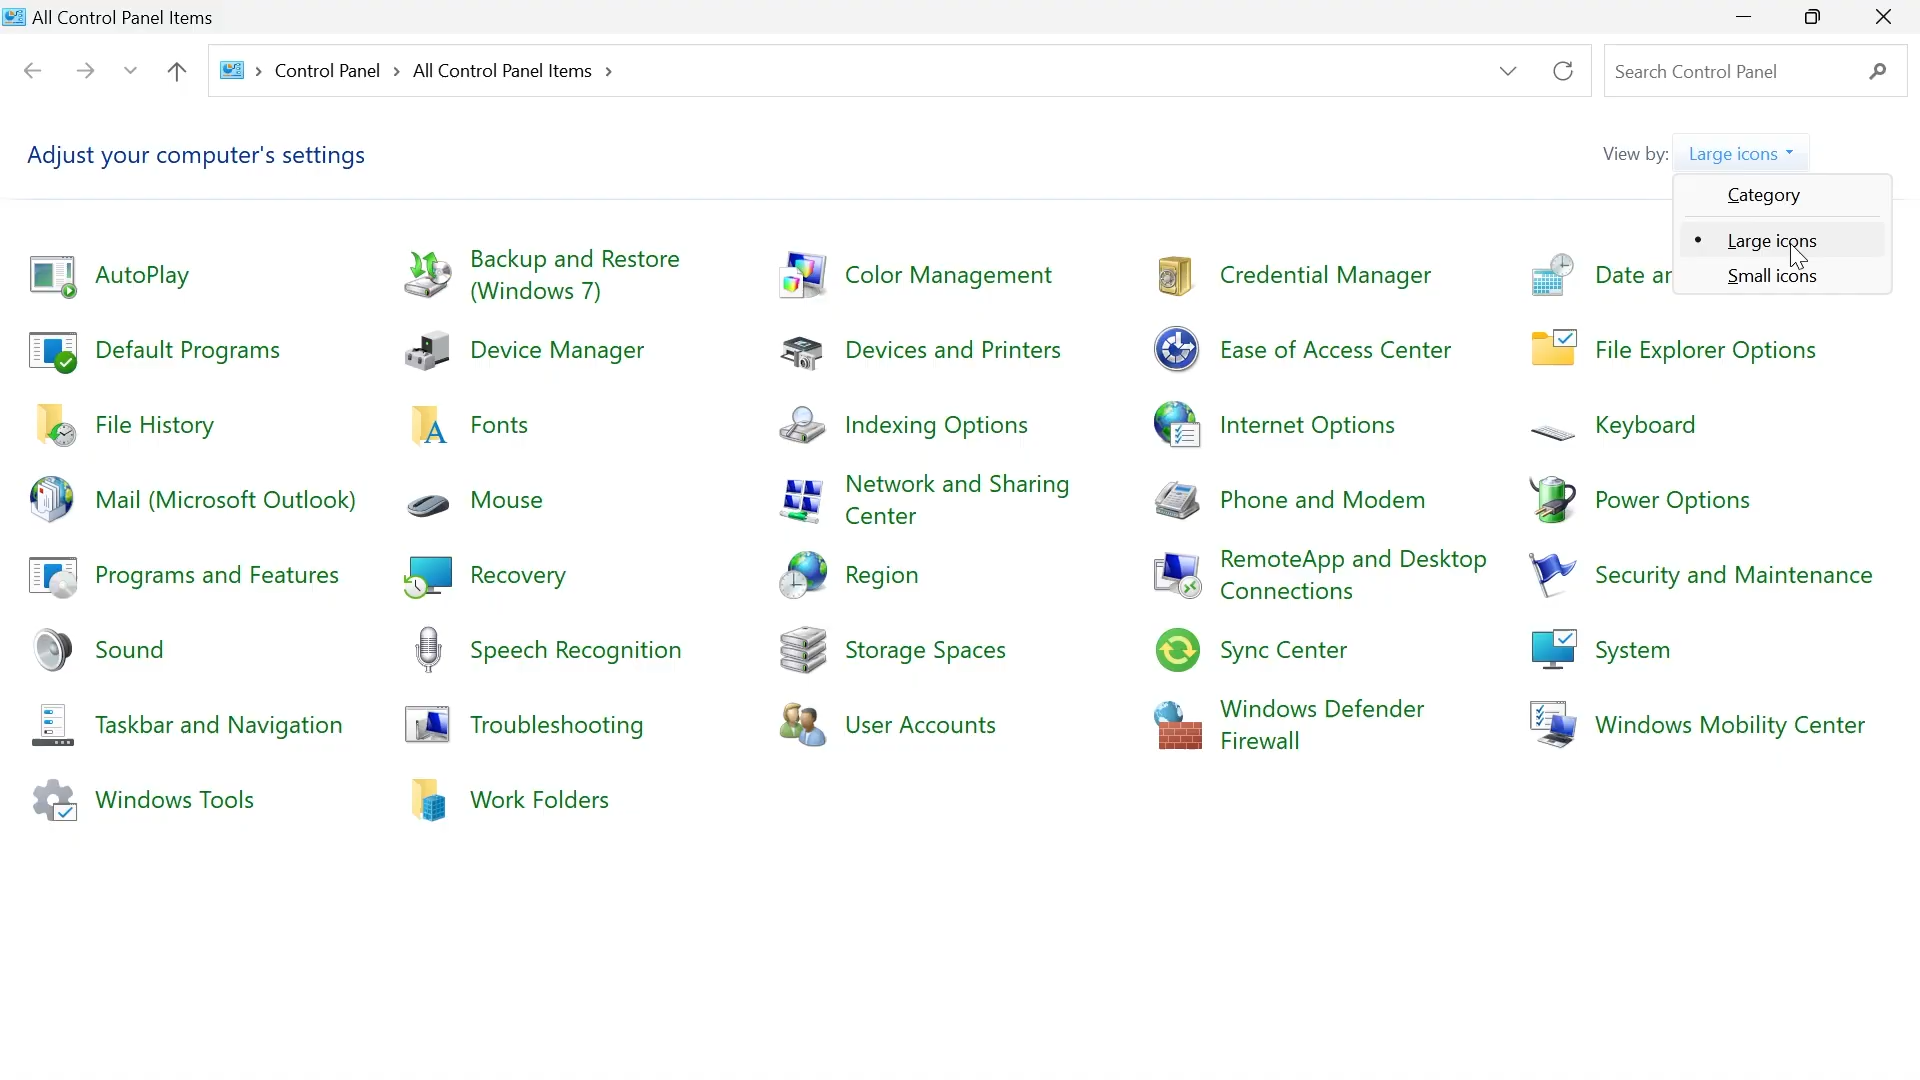 All Control Panel Items
Control Panel > All Control Panel Items >
Search Control Panel
Adjust your computer's settings
View by: Large icons
Category
Large icons
Small icons
AutoPlay
Backup and Restore
(Windows 7)
Color Management
Credential Manager
Date
Default Programs
Device Manager
Devices and Printers
Ease of Access Center
File Explorer Options
File History
Fonts
Indexing Options
Internet Options
Keyboard
Mail (Microsoft Outlook)
Mouse
Network and Sharing
Center
Phone and Modem
Power Options
Programs and Features
Recovery
Region
RemoteApp and Desktop
Connections
Security and Maintenance
Sound
Speech Recognition
Storage Spaces
Sync Center
System
Taskbar and Navigation
Troubleshooting
User Accounts
Windows Defender
Firewall
Windows Mobility Center
Windows Tools
Work Folders